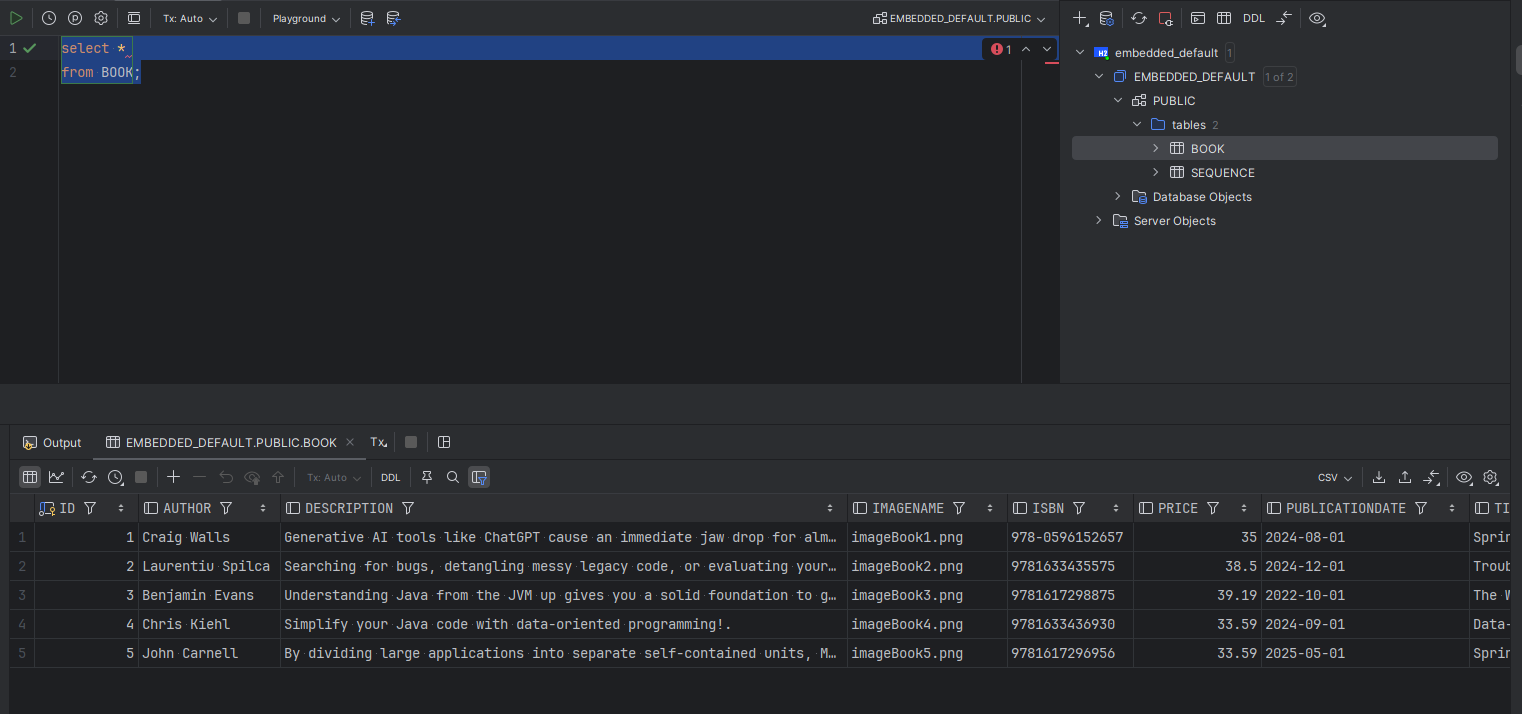 Tx: Auto Playground EMBEDDED_DEFAULT.PUBLIC DDL
1 select * 1
2 from BOOK;
embedded_default 1
EMBEDDED_DEFAULT 1 of 2
PUBLIC
tables 2
BOOK
SEQUENCE
Database Objects
Server Objects
Output EMBEDDED_DEFAULT.PUBLIC.BOOK × Tx
Tx: Auto DDL CSV
ID AUTHOR DESCRIPTION IMAGENAME ISBN PRICE PUBLICATIONDATE TI
1 1 Craig Walls Generative AI tools like ChatGPT cause an immediate jaw drop for alm… imageBook1.png 978-0596152657 35 2024-08-01 Sprin
2 2 Laurentiu Spilca Searching for bugs, detangling messy legacy code, or evaluating your… imageBook2.png 9781633435575 38.5 2024-12-01 Troub
3 3 Benjamin Evans Understanding Java from the JVM up gives you a solid foundation to g… imageBook3.png 9781617298875 39.19 2022-10-01 The W
4 4 Chris Kiehl Simplify your Java code with data-oriented programming!. imageBook4.png 9781633436930 33.59 2024-09-01 Data-
5 5 John Carnell By dividing large applications into separate self-contained units, M… imageBook5.png 9781617296956 33.59 2025-05-01 Sprin